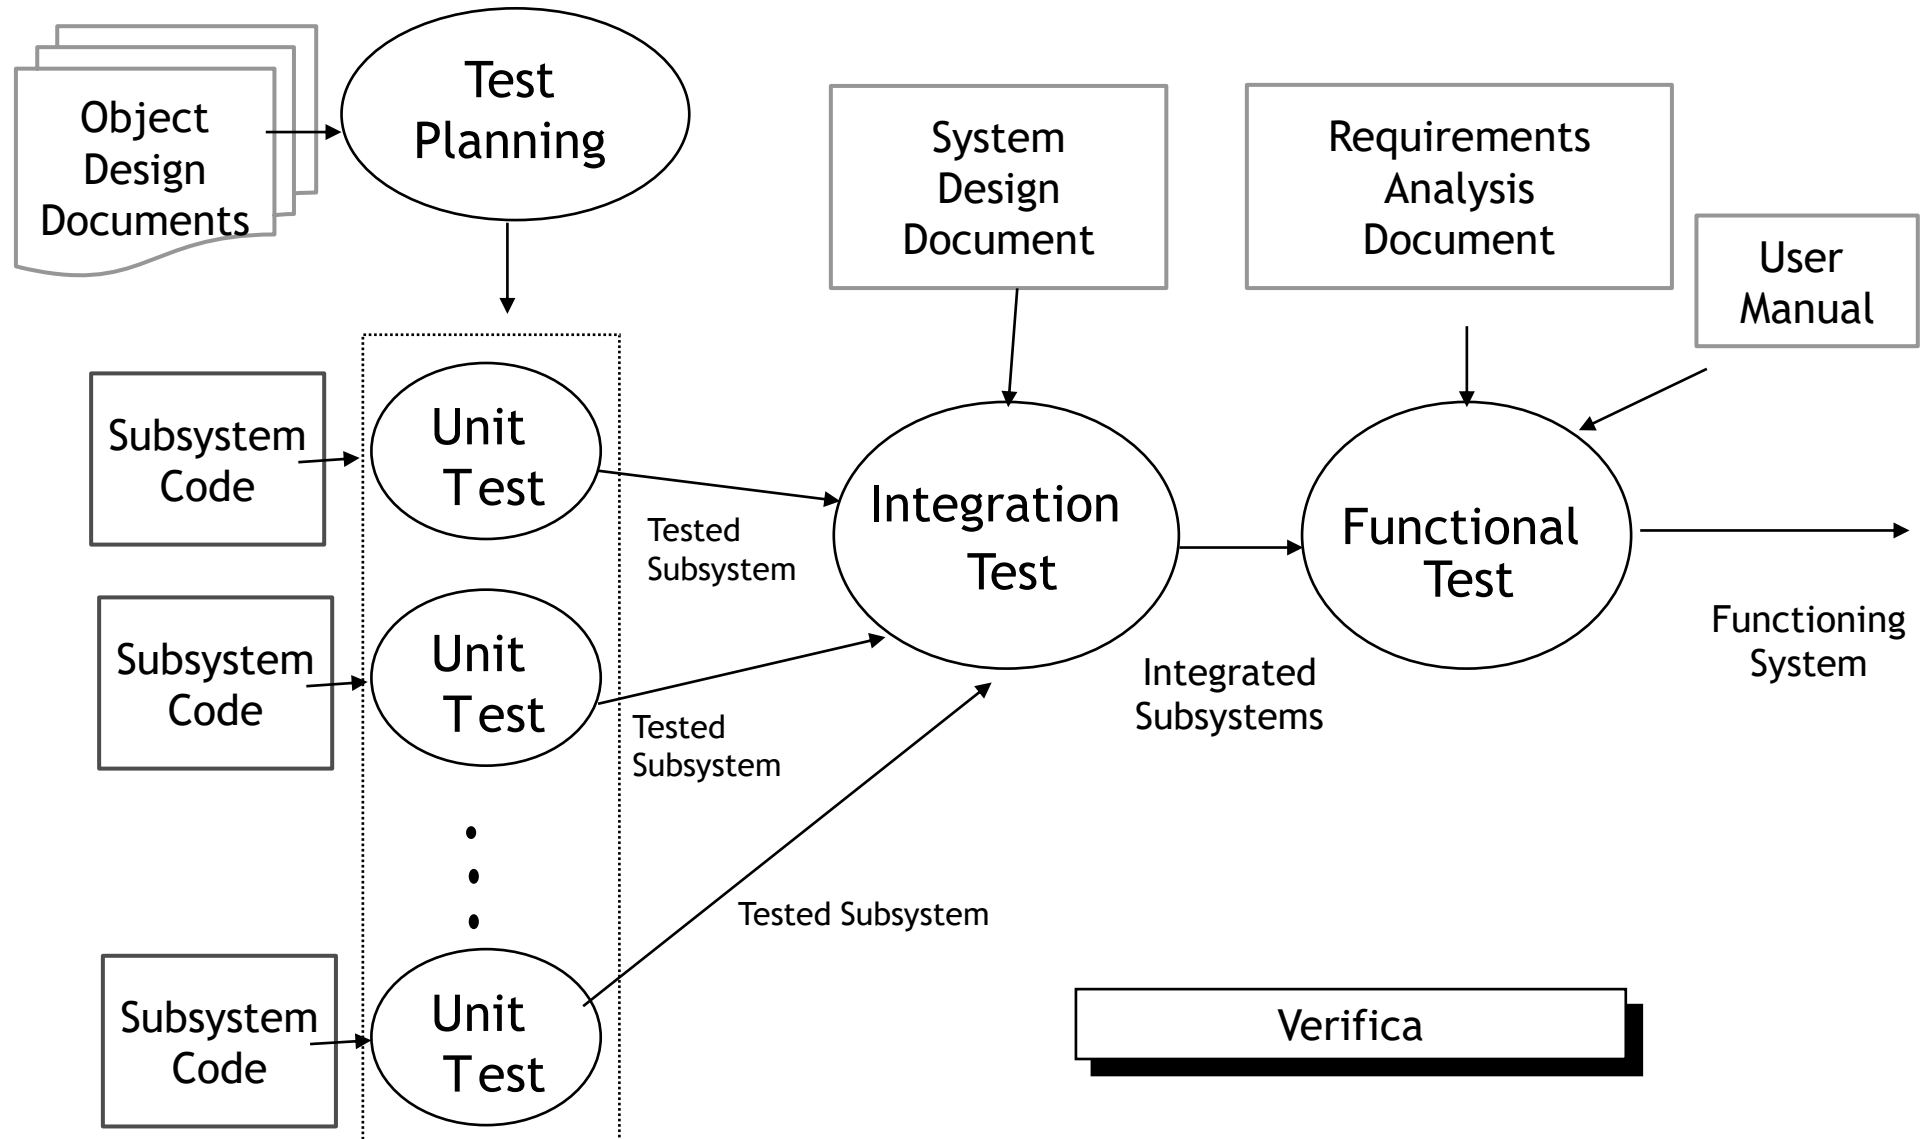 Object
Design
Documents
Test
Planning
System
Design
Document
Requirements
Analysis
Document
User
Manual
Subsystem
Code
Unit
Test
Tested
Subsystem
Integration
Test
Functional
Test
Functioning
System
Subsystem
Code
Unit
Test
Tested
Subsystem
Integrated
Subsystems
Tested Subsystem
Subsystem
Code
Unit
Test
Verifica